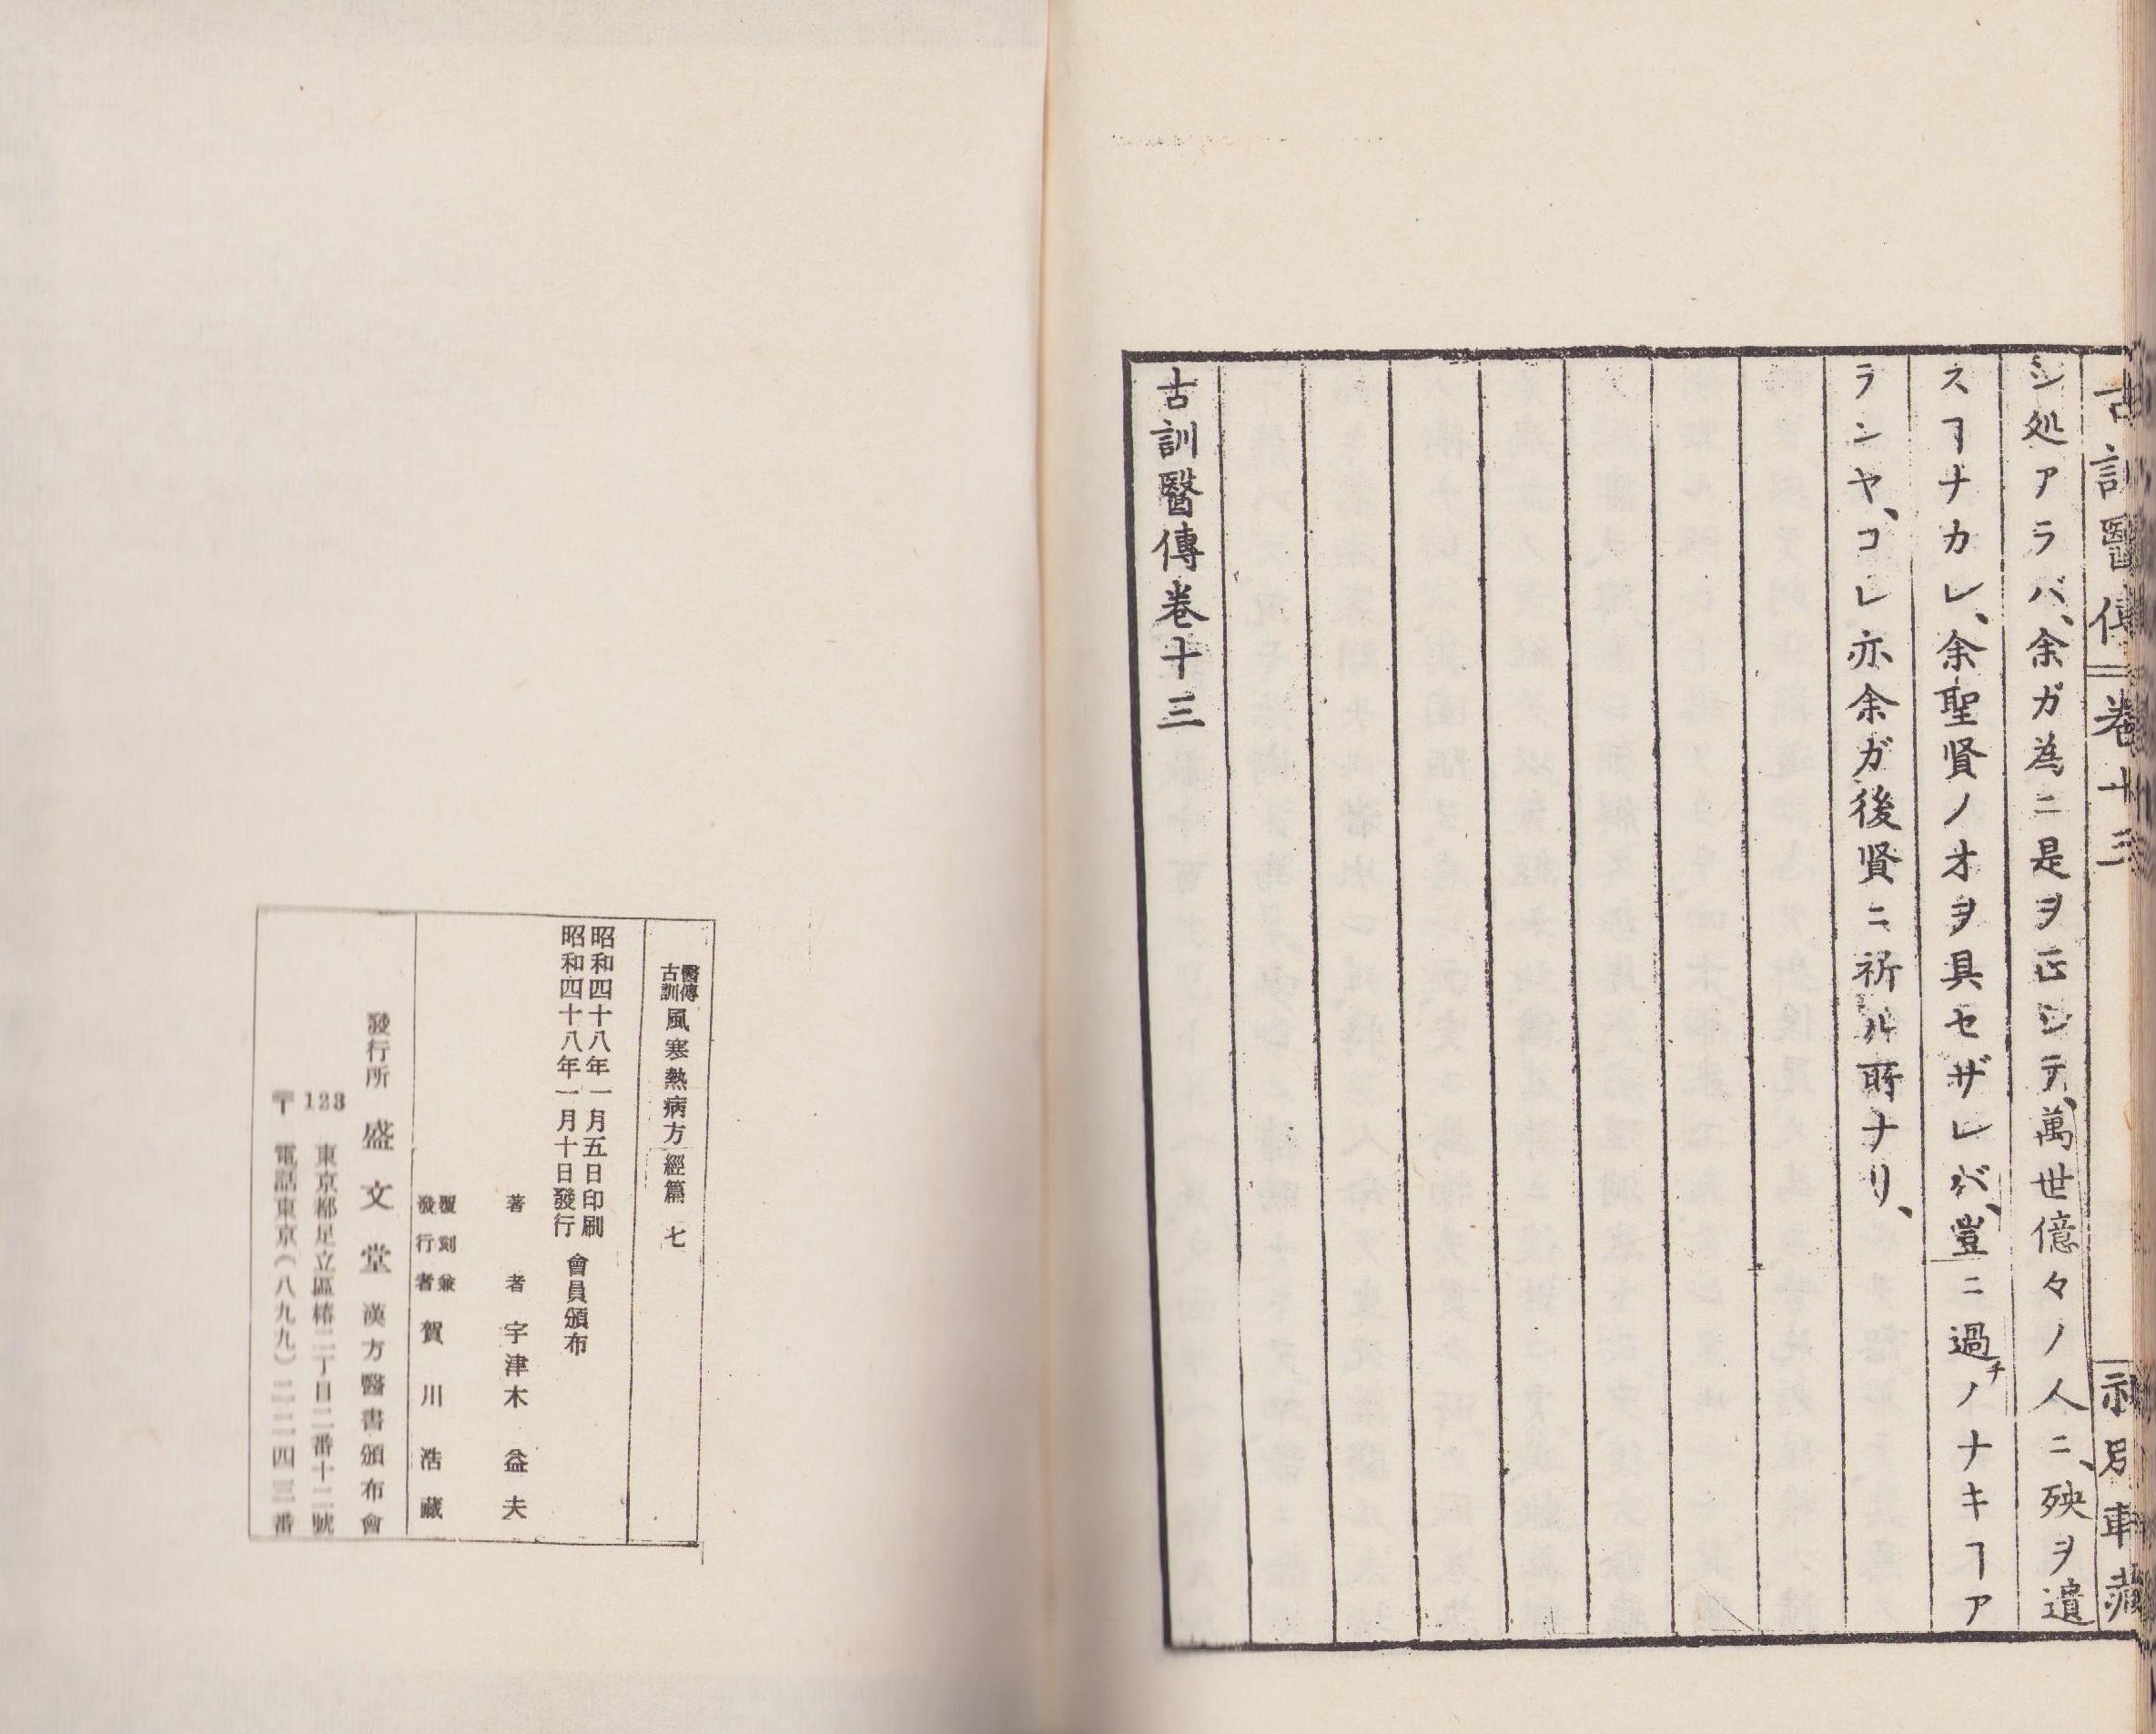 古訓醫傳 卷十三
シ処アラバ、余ガ為ニ是ヲ正シテ、萬世億々ノ人ニ、殃ヲ遺
スヿナカレ、余聖賢ノオヲ具セザレバ、豈ニ過チノナキヿア
ランヤ、コレ亦余ガ後賢ニ祈ル所ナリ、
古訓醫傳卷十三
醫傳
古訓
風寒熱病方 經篇 七
昭和四十八年一月五日印刷
昭和四十八年一月十日發行
會員頒布
著者 宇津木益夫
覆刻兼
發行者
賀川浩藏
發行所 盛文堂 漢方醫書頒布會
123 東京都足立區椿二丁目二番十二號
〒 電話東京(八九九)二二四三番